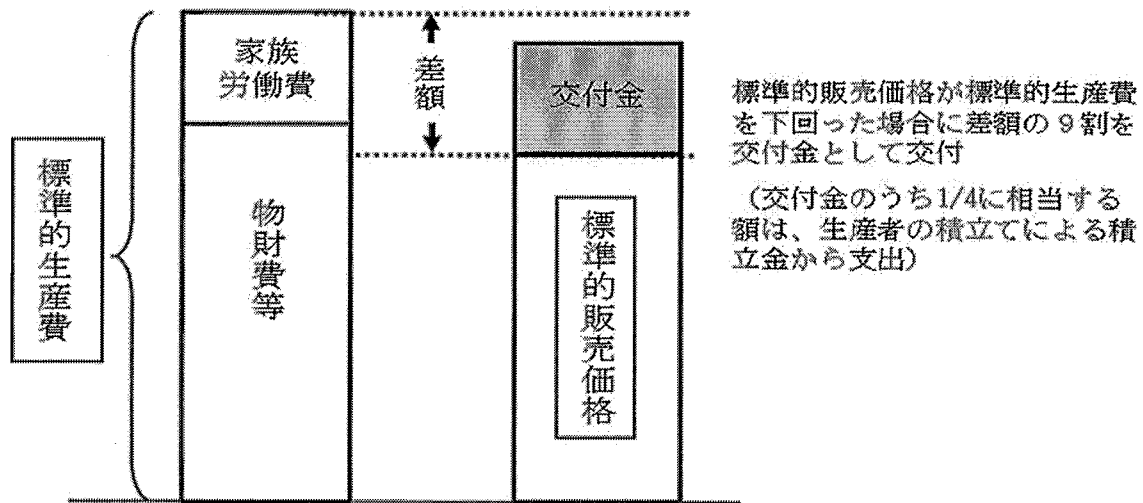 標準的生産費
家族
労働費
物財費等
差額
交付金
標準的販売価格
標準的販売価格が標準的生産費
を下回った場合に差額の９割を
交付金として交付
（交付金のうち1/4に相当する
額は、生産者の積立てによる積
立金から支出）